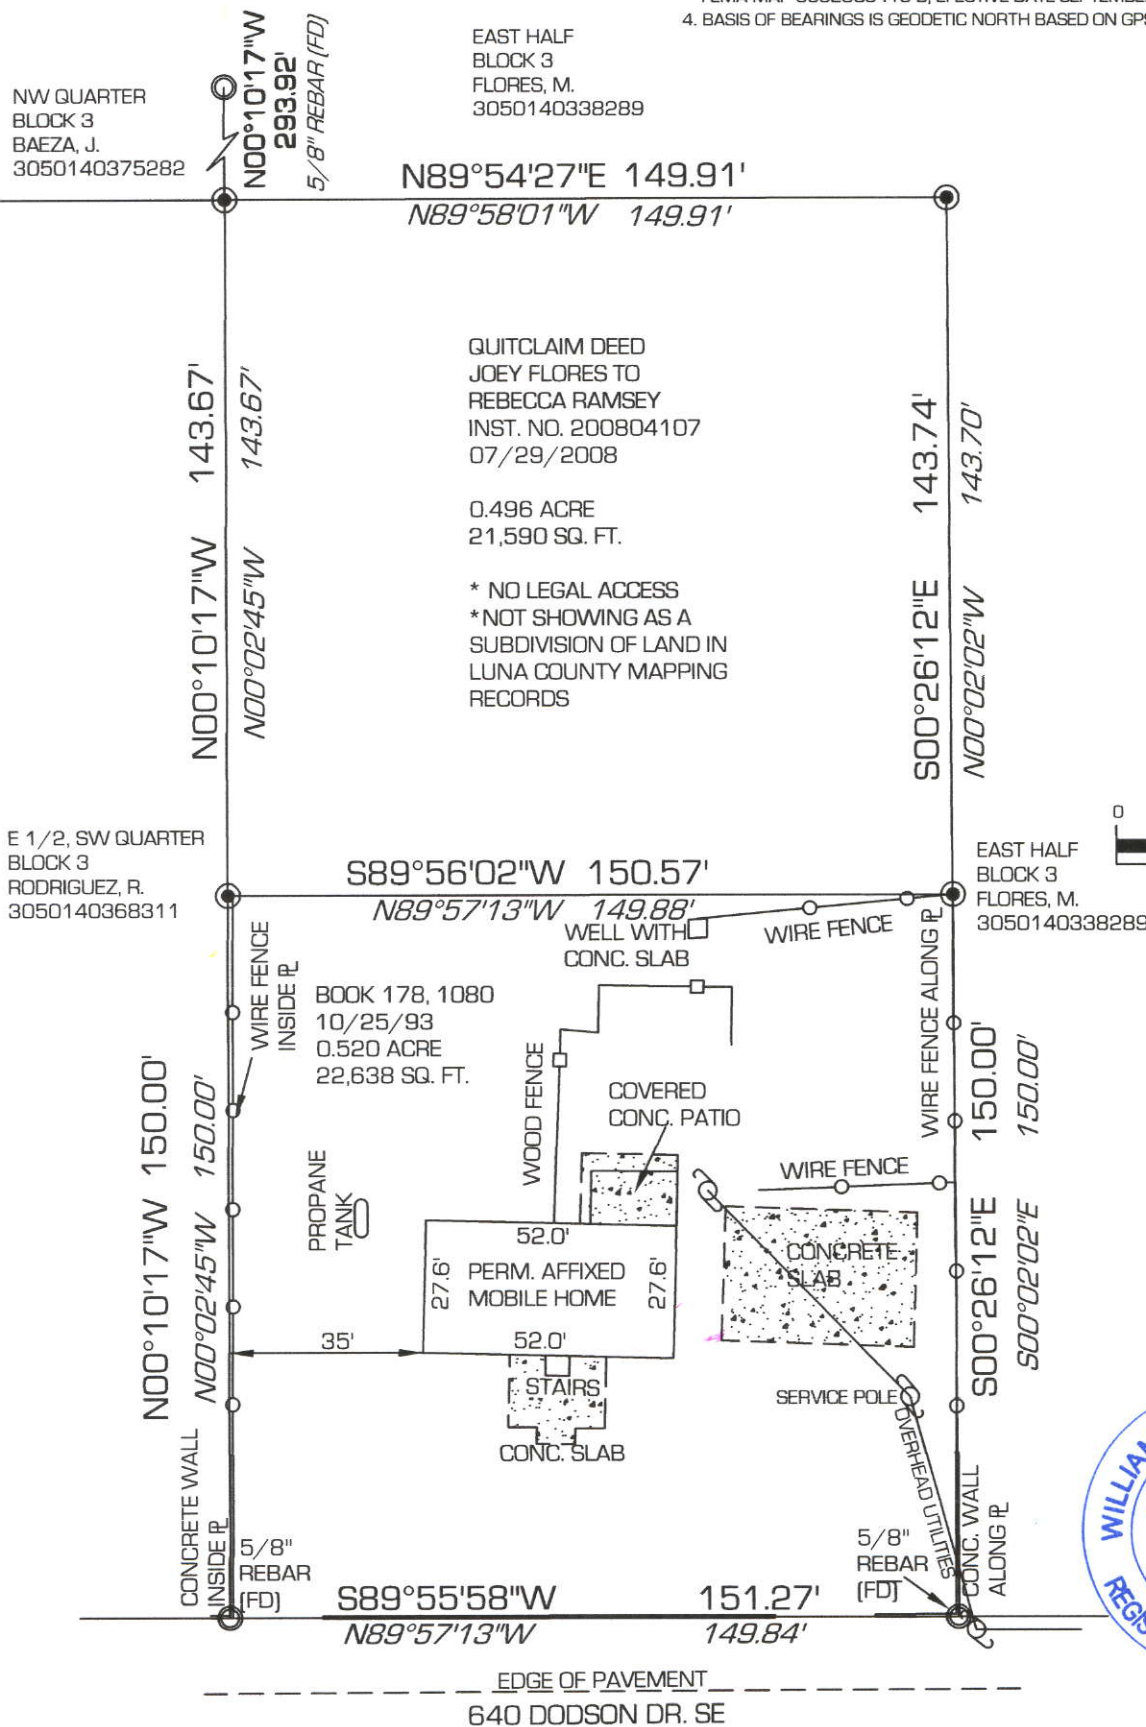 4. BASIS OF BEARINGS IS GEODETIC NORTH BASED ON GPS
NW QUARTER
BLOCK 3
BAEZA, J.
3050140375282
N00°10'17"W
293.92'
5/8" REBAR (FD)
EAST HALF
BLOCK 3
FLORES, M.
3050140338289
N89°54'27"E 149.91'
N89°58'01"W 149.91'
N00°10'17"W 143.67'
N00°02'45"W 143.67'
QUITCLAIM DEED
JOEY FLORES TO
REBECCA RAMSEY
INST. NO. 200804107
07/29/2008
0.496 ACRE
21,590 SQ. FT.
* NO LEGAL ACCESS
*NOT SHOWING AS A
SUBDIVISION OF LAND IN
LUNA COUNTY MAPPING
RECORDS
S00°26'12"E 143.74'
N00°02'02"W 143.70'
E 1/2, SW QUARTER
BLOCK 3
RODRIGUEZ, R.
3050140368311
S89°56'02"W 150.57'
N89°57'13"W 149.88'
0
EAST HALF
BLOCK 3
FLORES, M.
3050140338289
WELL WITH
CONC. SLAB
WIRE FENCE
WIRE FENCE
INSIDE PL
BOOK 178, 1080
10/25/93
0.520 ACRE
22,638 SQ. FT.
WOOD FENCE
COVERED
CONC. PATIO
WIRE FENCE ALONG PL
N00°10'17"W 150.00'
N00°02'45"W 150.00'
PROPANE
TANK
WIRE FENCE
S00°26'12"E 150.00'
S00°02'02"E 150.00'
52.0'
27.6'
PERM. AFFIXED
MOBILE HOME
27.6'
52.0'
CONCRETE
SLAB
35'
STAIRS
CONC. SLAB
SERVICE POLE
OVERHEAD UTILITIES
CONCRETE WALL
INSIDE PL
5/8"
REBAR
(FD)
5/8"
REBAR
(FD)
CONC. WALL
ALONG PL
S89°55'58"W 151.27'
N89°57'13"W 149.84'
EDGE OF PAVEMENT
640 DODSON DR. SE